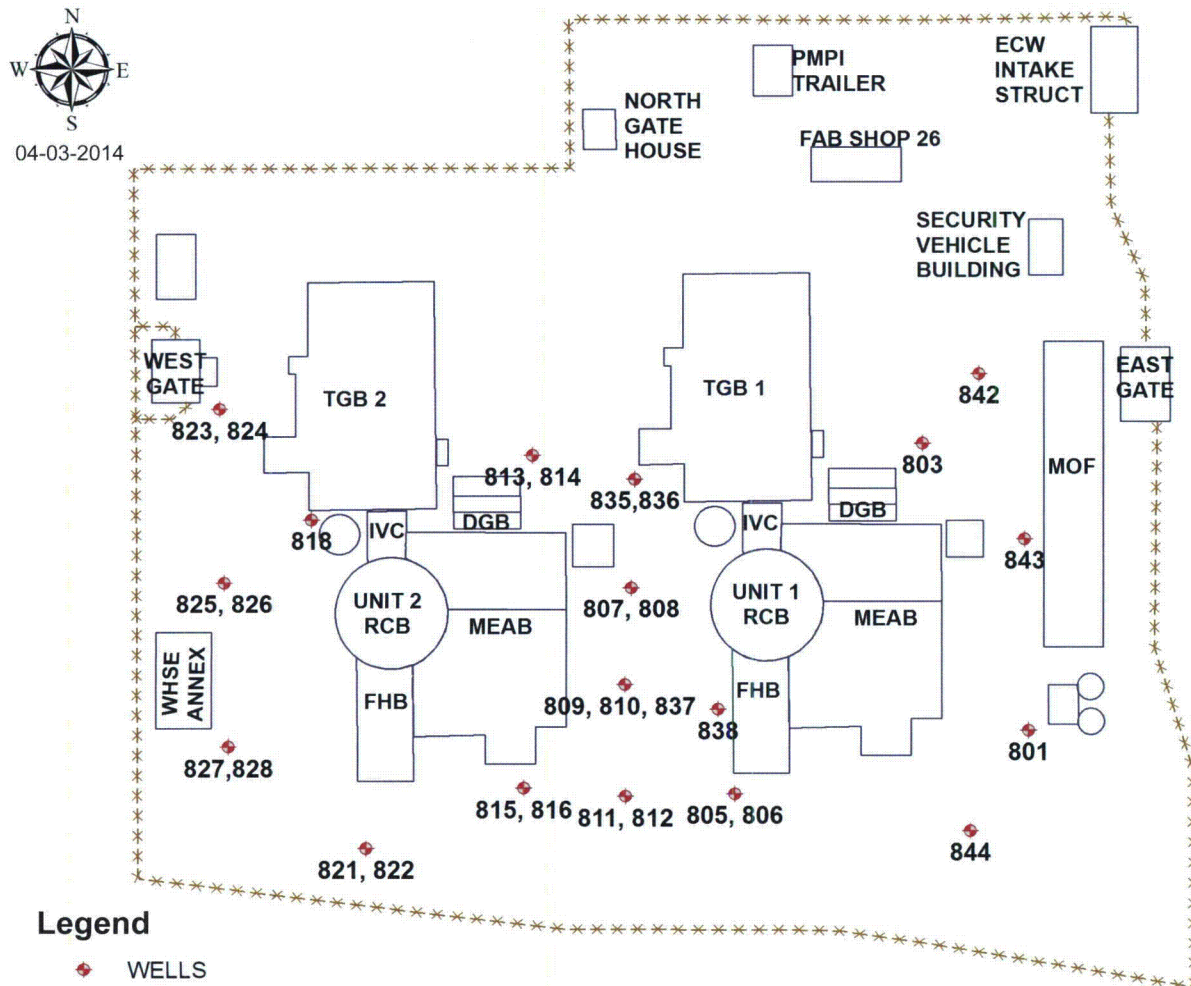 N
W E
S
04-03-2014
PMPI
TRAILER
ECW
INTAKE
STRUCT
NORTH
GATE
HOUSE
FAB SHOP 26
SECURITY
VEHICLE
BUILDING
WEST
GATE
TGB 2
TGB 1
EAST
GATE
842
823, 824
803
MOF
813, 814
835,836
DGB
DGB
IVC
IVC
818
843
825, 826
UNIT 2
RCB
807, 808
UNIT 1
RCB
MEAB
MEAB
WHSE
ANNEX
FHB
809, 810, 837
FHB
838
801
827,828
815, 816
811, 812
805, 806
844
821, 822
Legend
WELLS